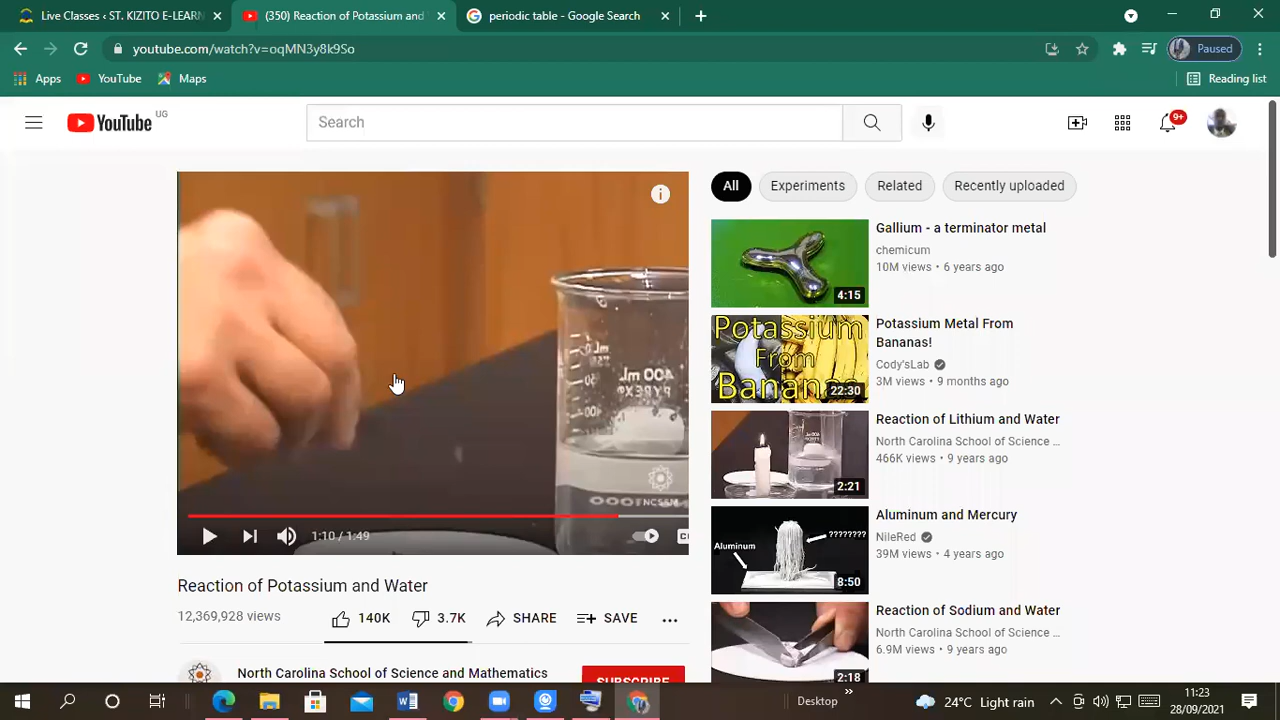 Live Classes ‹ ST. KIZITO E-LEARN
(350) Reaction of Potassium and
periodic table - Google Search
youtube.com/watch?v=oqMN3y8k9So
Paused
Apps
YouTube
Maps
Reading list
YouTube UG
Search
9+
All
Experiments
Related
Recently uploaded
Gallium - a terminator metal
chemicum
10M views • 6 years ago
4:15
Potassium From Bananas
22:30
Potassium Metal From
Bananas!
Cody'sLab
3M views • 9 months ago
Reaction of Lithium and Water
North Carolina School of Science ...
466K views • 9 years ago
2:21
Aluminum
????????
8:50
Aluminum and Mercury
NileRed
39M views • 4 years ago
Reaction of Sodium and Water
North Carolina School of Science ...
6.9M views • 9 years ago
2:18
400 mL
PYREX
NCSSM
1:10 / 1:49
Reaction of Potassium and Water
12,369,928 views
140K
3.7K
SHARE
SAVE
North Carolina School of Science and Mathematics
SUBSCRIBE
Desktop
24°C Light rain
11:23
28/09/2021